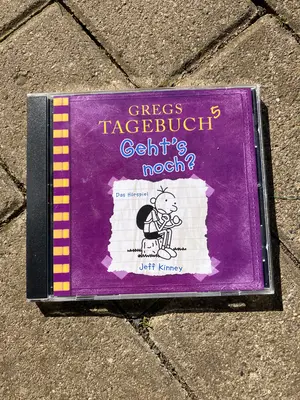 GREGS
TAGEBUCH 5
Geht's
noch?
Das Hörspiel
Jeff Kinney